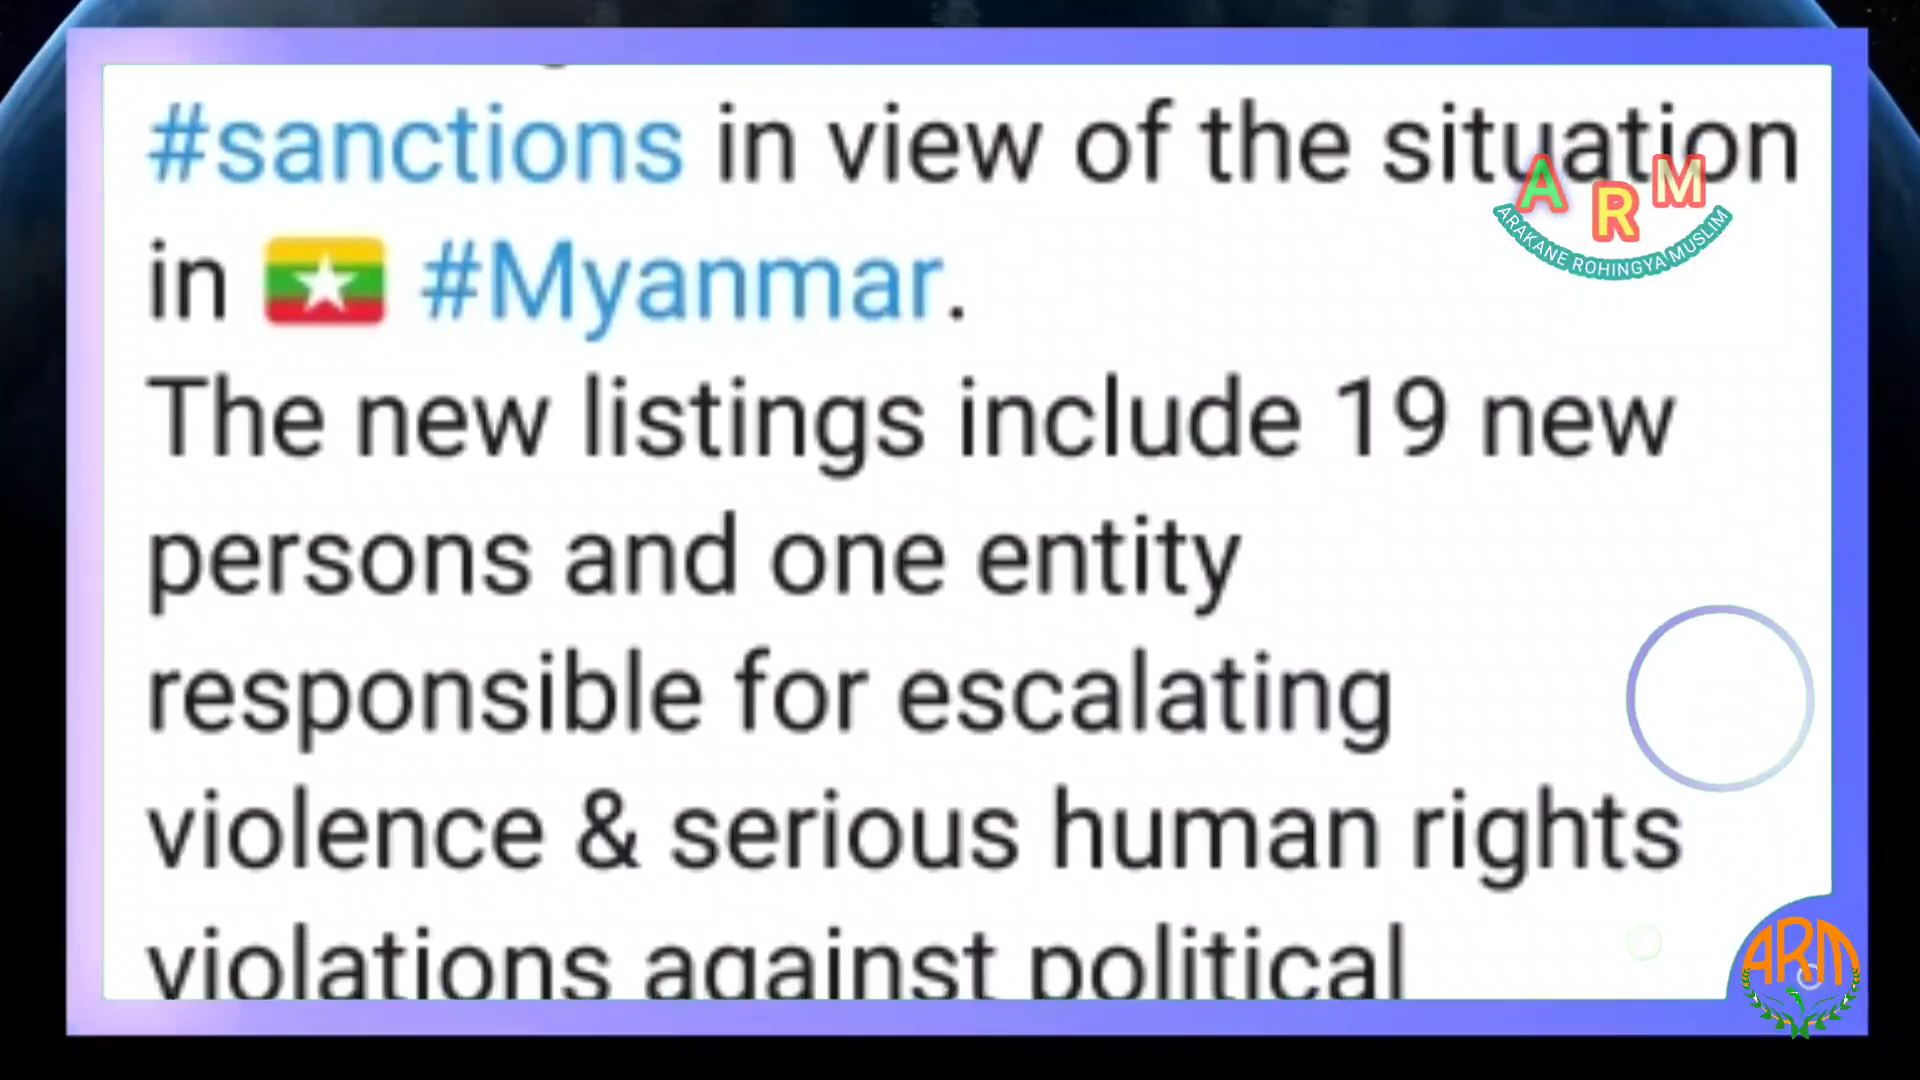 #sanctions in view of the situation
in 🇲🇲 #Myanmar.
The new listings include 19 new
persons and one entity
responsible for escalating
violence & serious human rights
violations against political
A R M
ARAKANE ROHINGYA MUSLIM
ARM